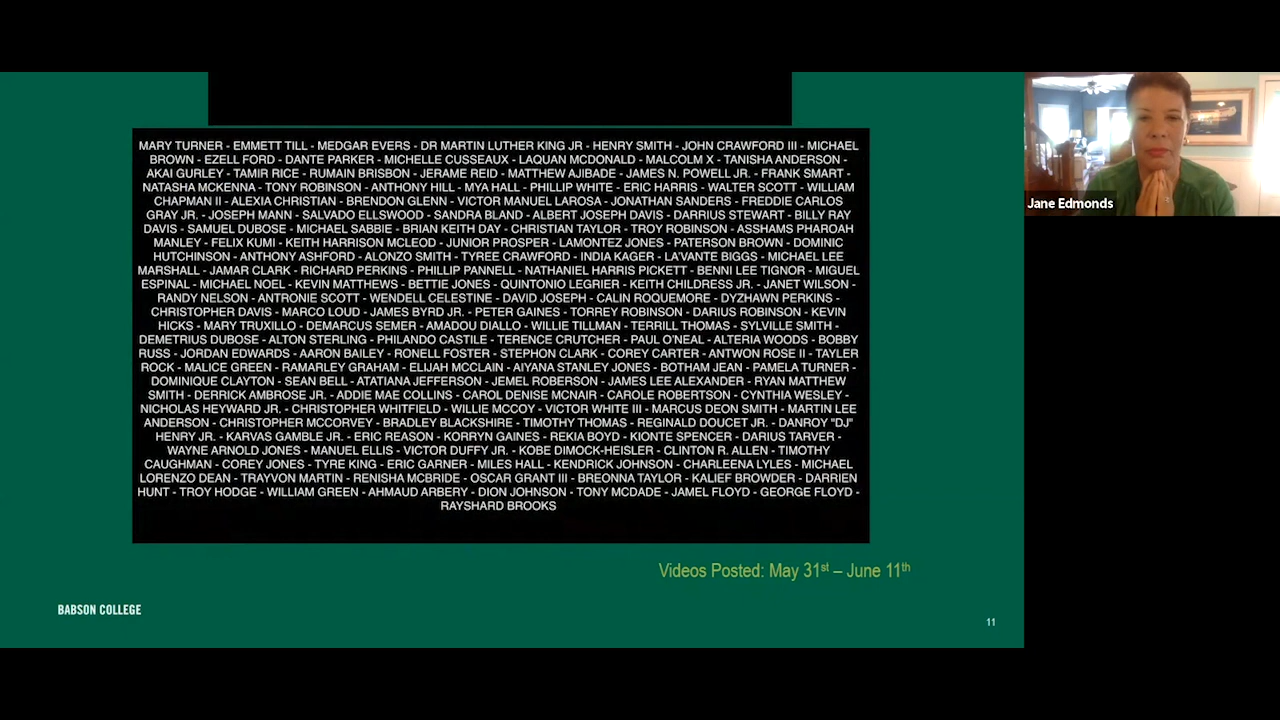 MARY TURNER - EMMETT TILL - MEDGAR EVERS - DR MARTIN LUTHER KING JR - HENRY SMITH - JOHN CRAWFORD III - MICHAEL
BROWN - EZELL FORD - DANTE PARKER - MICHELLE CUSSEAUX - LAQUAN MCDONALD - MALCOLM X - TANISHA ANDERSON -
AKAI GURLEY - TAMIR RICE - RUMAIN BRISBON - JERAME REID - MATTHEW AJIBADE - JAMES N. POWELL JR. - FRANK SMART -
NATASHA MCKENNA - TONY ROBINSON - ANTHONY HILL - MYA HALL - PHILLIP WHITE - ERIC HARRIS - WALTER SCOTT - WILLIAM
CHAPMAN II - ALEXIA CHRISTIAN - BRENDON GLENN - VICTOR MANUEL LAROSA - JONATHAN SANDERS - FREDDIE CARLOS
GRAY JR. - JOSEPH MANN - SALVADO ELLSWOOD - SANDRA BLAND - ALBERT JOSEPH DAVIS - DARRIUS STEWART - BILLY RAY
DAVIS - SAMUEL DUBOSE - MICHAEL SABBIE - BRIAN KEITH DAY - CHRISTIAN TAYLOR - TROY ROBINSON - ASSHAMS PHAROAH
MANLEY - FELIX KUMI - KEITH HARRISON MCLEOD - JUNIOR PROSPER - LAMONTEZ JONES - PATERSON BROWN - DOMINIC
HUTCHINSON - ANTHONY ASHFORD - ALONZO SMITH - TYREE CRAWFORD - INDIA KAGER - LA'VANTE BIGGS - MICHAEL LEE
MARSHALL - JAMAR CLARK - RICHARD PERKINS - PHILLIP PANNELL - NATHANIEL HARRIS PICKETT - BENNI LEE TIGNOR - MIGUEL
ESPINAL - MICHAEL NOEL - KEVIN MATTHEWS - BETTIE JONES - QUINTONIO LEGRIER - KEITH CHILDRESS JR. - JANET WILSON -
RANDY NELSON - ANTRONIE SCOTT - WENDELL CELESTINE - DAVID JOSEPH - CALIN ROQUEMORE - DYZHAWN PERKINS -
CHRISTOPHER DAVIS - MARCO LOUD - JAMES BYRD JR. - PETER GAINES - TORREY ROBINSON - DARIUS ROBINSON - KEVIN
HICKS - MARY TRUXILLO - DEMARCUS SEMER - AMADOU DIALLO - WILLIE TILLMAN - TERRILL THOMAS - SYLVILLE SMITH -
DEMETRIUS DUBOSE - ALTON STERLING - PHILANDO CASTILE - TERENCE CRUTCHER - PAUL O'NEAL - ALTERIA WOODS - BOBBY
RUSS - JORDAN EDWARDS - AARON BAILEY - RONELL FOSTER - STEPHON CLARK - COREY CARTER - ANTWON ROSE II - TAYLER
ROCK - MALICE GREEN - RAMARLEY GRAHAM - ELIJAH MCCLAIN - AIYANA STANLEY JONES - BOTHAM JEAN - PAMELA TURNER -
DOMINIQUE CLAYTON - SEAN BELL - ATATIANA JEFFERSON - JEMEL ROBERSON - JAMES LEE ALEXANDER - RYAN MATTHEW
SMITH - DERRICK AMBROSE JR. - ADDIE MAE COLLINS - CAROL DENISE MCNAIR - CAROLE ROBERTSON - CYNTHIA WESLEY -
NICHOLAS HEYWARD JR. - CHRISTOPHER WHITFIELD - WILLIE MCCOY - VICTOR WHITE III - MARCUS DEON SMITH - MARTIN LEE
ANDERSON - CHRISTOPHER MCCORVEY - BRADLEY BLACKSHIRE - TIMOTHY THOMAS - REGINALD DOUCET JR. - DANROY "DJ"
HENRY JR. - KARVAS GAMBLE JR. - ERIC REASON - KORRYN GAINES - REKIA BOYD - KIONTE SPENCER - DARIUS TARVER -
WAYNE ARNOLD JONES - MANUEL ELLIS - VICTOR DUFFY JR. - KOBE DIMOCK-HEISLER - CLINTON R. ALLEN - TIMOTHY
CAUGHMAN - COREY JONES - TYRE KING - ERIC GARNER - MILES HALL - KENDRICK JOHNSON - CHARLEENA LYLES - MICHAEL
LORENZO DEAN - TRAYVON MARTIN - RENISHA MCBRIDE - OSCAR GRANT III - BREONNA TAYLOR - KALIEF BROWDER - DARRIEN
HUNT - TROY HODGE - WILLIAM GREEN - AHMAUD ARBERY - DION JOHNSON - TONY MCDADE - JAMEL FLOYD - GEORGE FLOYD -
RAYSHARD BROOKS
Videos Posted: May 31st – June 11th
BABSON COLLEGE
11
Jane Edmonds